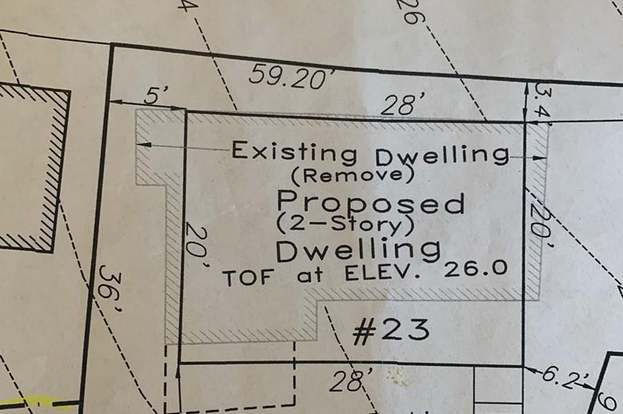 4
26
59.20'
5'
28'
3.4'
Existing Dwelling
(Remove)
Proposed
(2-Story)
Dwelling
TOF at ELEV. 26.0
20'
20'
36'
#23
28'
6.2'